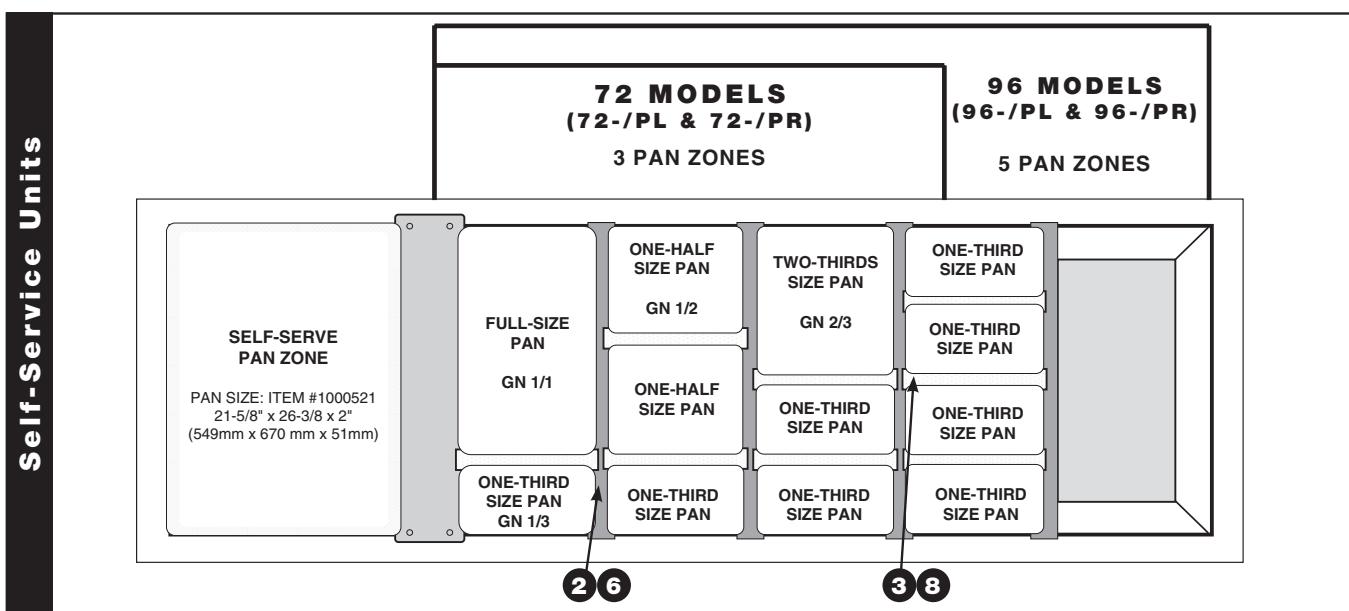 Self-Service Units
72 MODELS
(72-/PL & 72-/PR)
3 PAN ZONES
96 MODELS
(96-/PL & 96-/PR)
5 PAN ZONES
SELF-SERVE
PAN ZONE
PAN SIZE: ITEM #1000521
21-5/8" x 26-3/8 x 2"
(549mm x 670 mm x 51mm)
FULL-SIZE
PAN
GN 1/1
ONE-THIRD
SIZE PAN
GN 1/3
ONE-HALF
SIZE PAN
GN 1/2
ONE-HALF
SIZE PAN
ONE-THIRD
SIZE PAN
TWO-THIRDS
SIZE PAN
GN 2/3
ONE-THIRD
SIZE PAN
ONE-THIRD
SIZE PAN
ONE-THIRD
SIZE PAN
ONE-THIRD
SIZE PAN
ONE-THIRD
SIZE PAN
ONE-THIRD
SIZE PAN
2 6
3 8